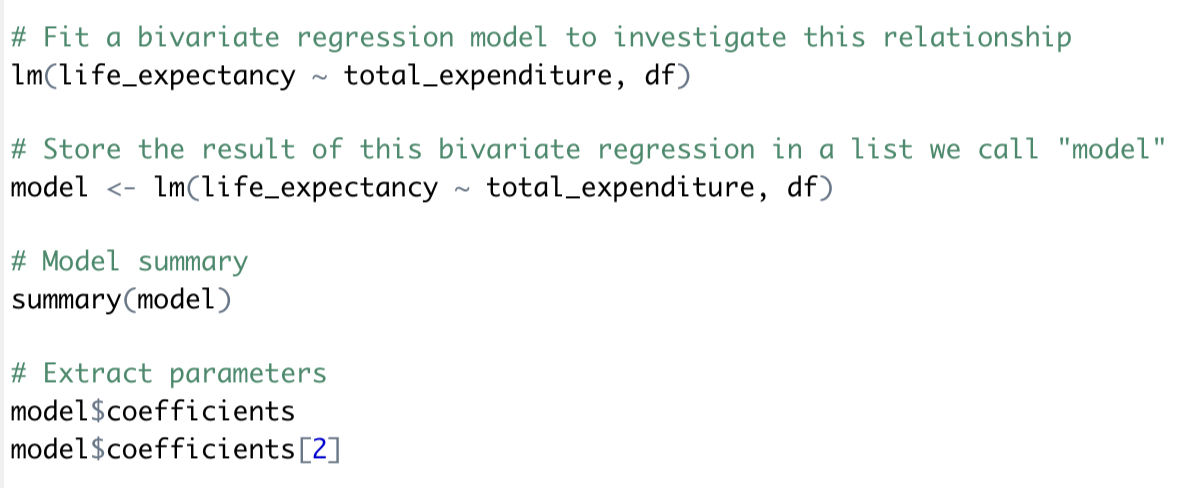 # Fit a bivariate regression model to investigate this relationship
lm(life_expectancy ~ total_expenditure, df)
# Store the result of this bivariate regression in a list we call "model"
model <- lm(life_expectancy ~ total_expenditure, df)
# Model summary
summary(model)
# Extract parameters
model$coefficients
model$coefficients[2]